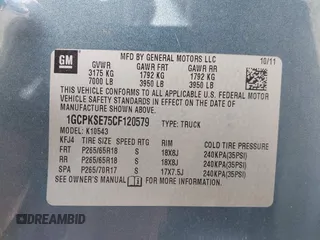 GM
MFD BY GENERAL MOTORS LLC
10/11
GVWR GAWR FRT GAWR RR
3175 KG 1792 KG 1792 KG
7000 LB 3950 LB 3950 LB
THIS VEHICLE CONFORMS TO ALL APPLICABLE U.S. FEDERAL MOTOR
VEHICLE SAFETY STANDARDS IN EFFECT ON THE DATE OF
MANUFACTURE SHOWN ABOVE.
1GCPKSE75CF120579 TYPE: TRUCK
MODEL: K10543
KFJ4 TIRE SIZE SPEED RTG RIM COLD TIRE PRESSURE
FRT P265/65R18 S 18X8J 240KPA(35PSI)
RR P265/65R18 S 18X8J 240KPA(35PSI)
SPA P265/70R17 S 17X7.5J 240KPA(35PSI)
SEE OWNER'S MANUAL FOR ADDITIONAL INFORMATION.
©DREAMBID